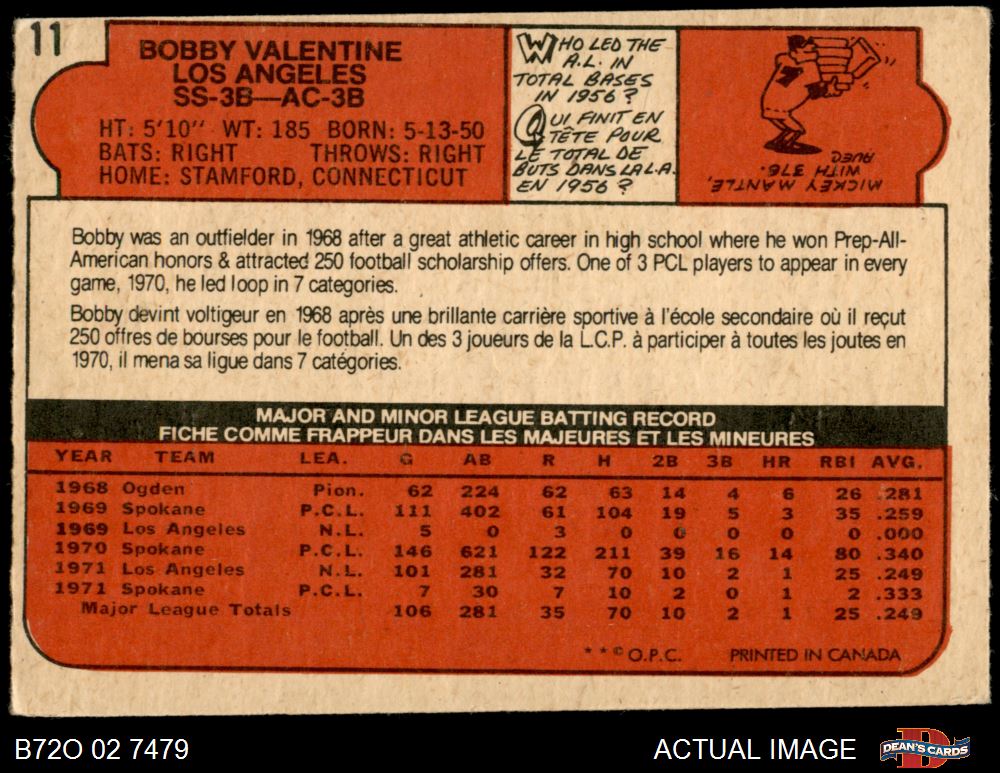 11
BOBBY VALENTINE
LOS ANGELES
SS-3B—AC-3B
HT: 5'10" WT: 185 BORN: 5-13-50
BATS: RIGHT THROWS: RIGHT
HOME: STAMFORD, CONNECTICUT
WHO LED THE
A.L. IN
TOTAL BASES
IN 1956?
QUI FINIT EN
TÊTE POUR
LE TOTAL DE
BUTS DANS LA L.A.
EN 1956?
7
MICKEY MANTLE,
WITH 376.
AVEC
Bobby was an outfielder in 1968 after a great athletic career in high school where he won Prep-All-
American honors & attracted 250 football scholarship offers. One of 3 PCL players to appear in every
game, 1970, he led loop in 7 categories.
Bobby devint voltigeur en 1968 après une brillante carrière sportive à l'école secondaire où il reçut
250 offres de bourses pour le football. Un des 3 joueurs de la L.C.P. à participer à toutes les joutes en
1970, il mena sa ligue dans 7 catégories.
MAJOR AND MINOR LEAGUE BATTING RECORD
FICHE COMME FRAPPEUR DANS LES MAJEURES ET LES MINEURES
YEAR TEAM LEA. G AB R H 2B 3B HR RBI AVG.
1968 Ogden Pion. 62 224 62 63 14 4 6 26 .281
1969 Spokane P.C.L. 111 402 61 104 19 5 3 35 .259
1969 Los Angeles N.L. 5 0 3 0 0 0 0 0 .000
1970 Spokane P.C.L. 146 621 122 211 39 16 14 80 .340
1971 Los Angeles N.L. 101 281 32 70 10 2 1 25 .249
1971 Spokane P.C.L. 7 30 7 10 2 0 1 2 .333
Major League Totals 106 281 35 70 10 2 1 25 .249
**© O.P.C. PRINTED IN CANADA
B72O 02 7479
ACTUAL IMAGE
DEAN'S CARDS